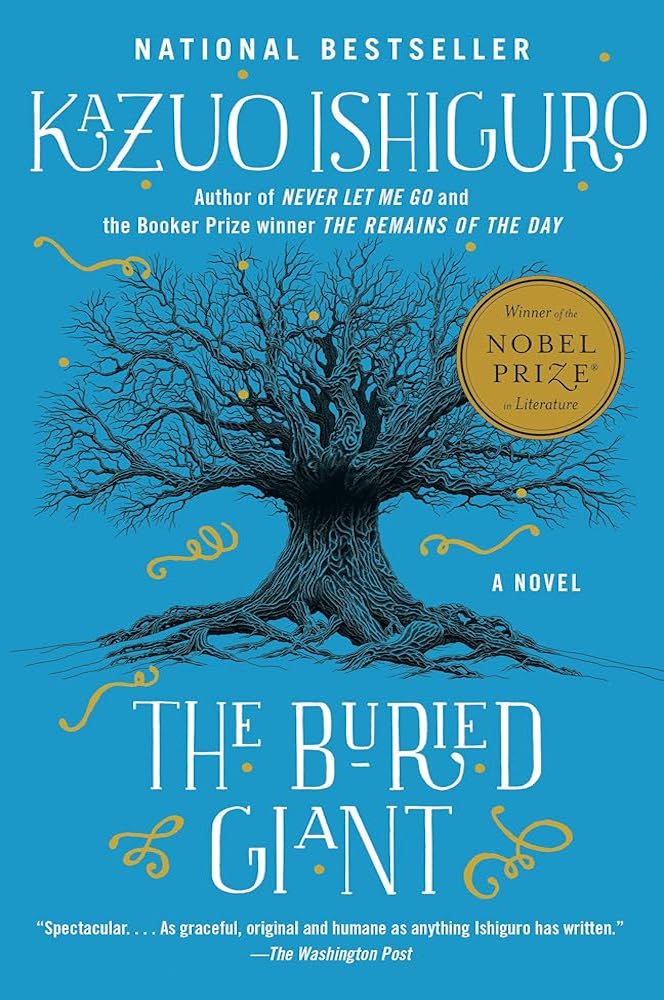 NATIONAL BESTSELLER
KAZUO ISHIGURO
Author of NEVER LET ME GO and
the Booker Prize winner THE REMAINS OF THE DAY
Winner of the
NOBEL
PRIZE®
in Literature
A NOVEL
THE BURIED
GIANT
“Spectacular. . . . As graceful, original and humane as anything Ishiguro has written.”
—The Washington Post